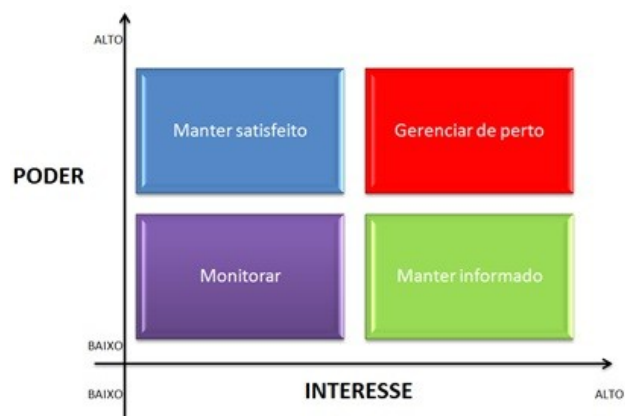 ALTO
Manter satisfeito
Gerenciar de perto
PODER
Monitorar
Manter informado
BAIXO
BAIXO
INTERESSE
ALTO